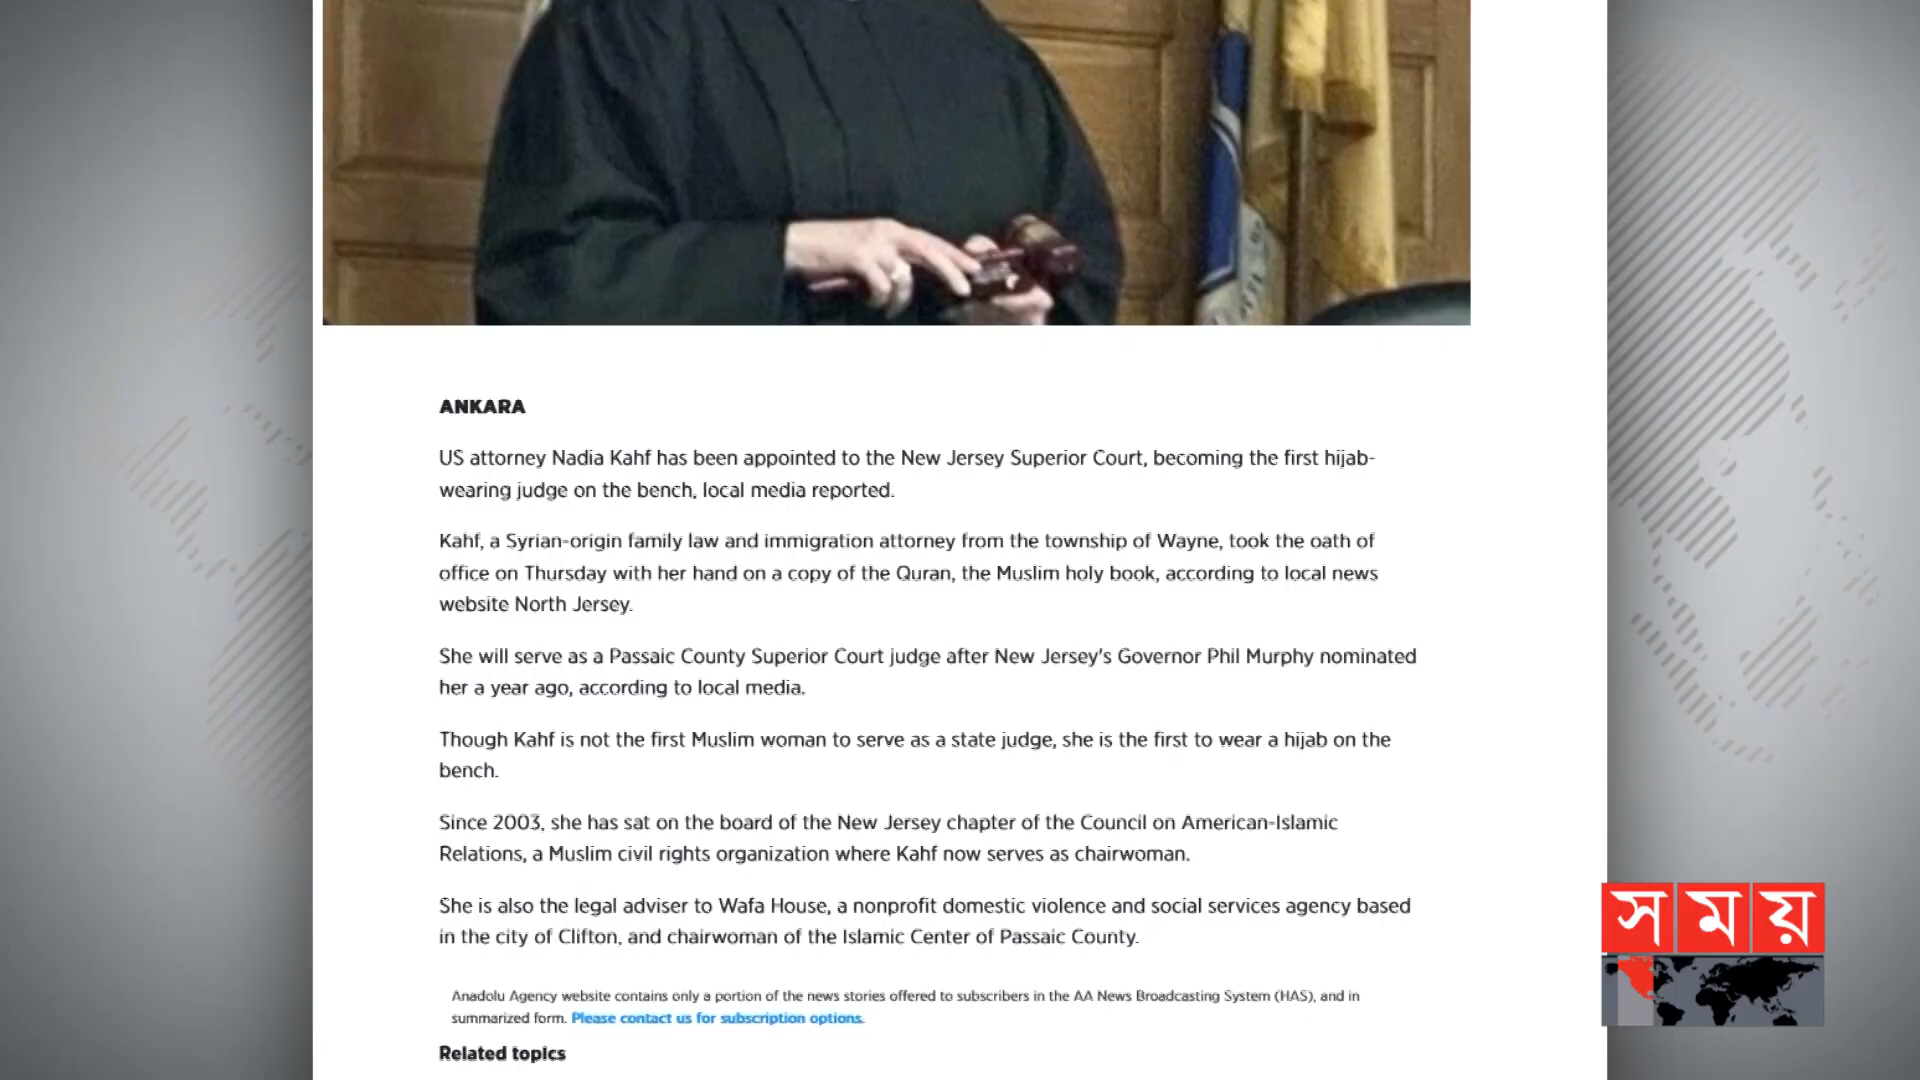 ANKARA
US attorney Nadia Kahf has been appointed to the New Jersey Superior Court, becoming the first hijab-
wearing judge on the bench, local media reported.
Kahf, a Syrian-origin family law and immigration attorney from the township of Wayne, took the oath of
office on Thursday with her hand on a copy of the Quran, the Muslim holy book, according to local news
website North Jersey.
She will serve as a Passaic County Superior Court judge after New Jersey's Governor Phil Murphy nominated
her a year ago, according to local media.
Though Kahf is not the first Muslim woman to serve as a state judge, she is the first to wear a hijab on the
bench.
Since 2003, she has sat on the board of the New Jersey chapter of the Council on American-Islamic
Relations, a Muslim civil rights organization where Kahf now serves as chairwoman.
She is also the legal adviser to Wafa House, a nonprofit domestic violence and social services agency based
in the city of Clifton, and chairwoman of the Islamic Center of Passaic County.
সময়
Anadolu Agency website contains only a portion of the news stories offered to subscribers in the AA News Broadcasting System (HAS), and in
summarized form. Please contact us for subscription options.
Related topics